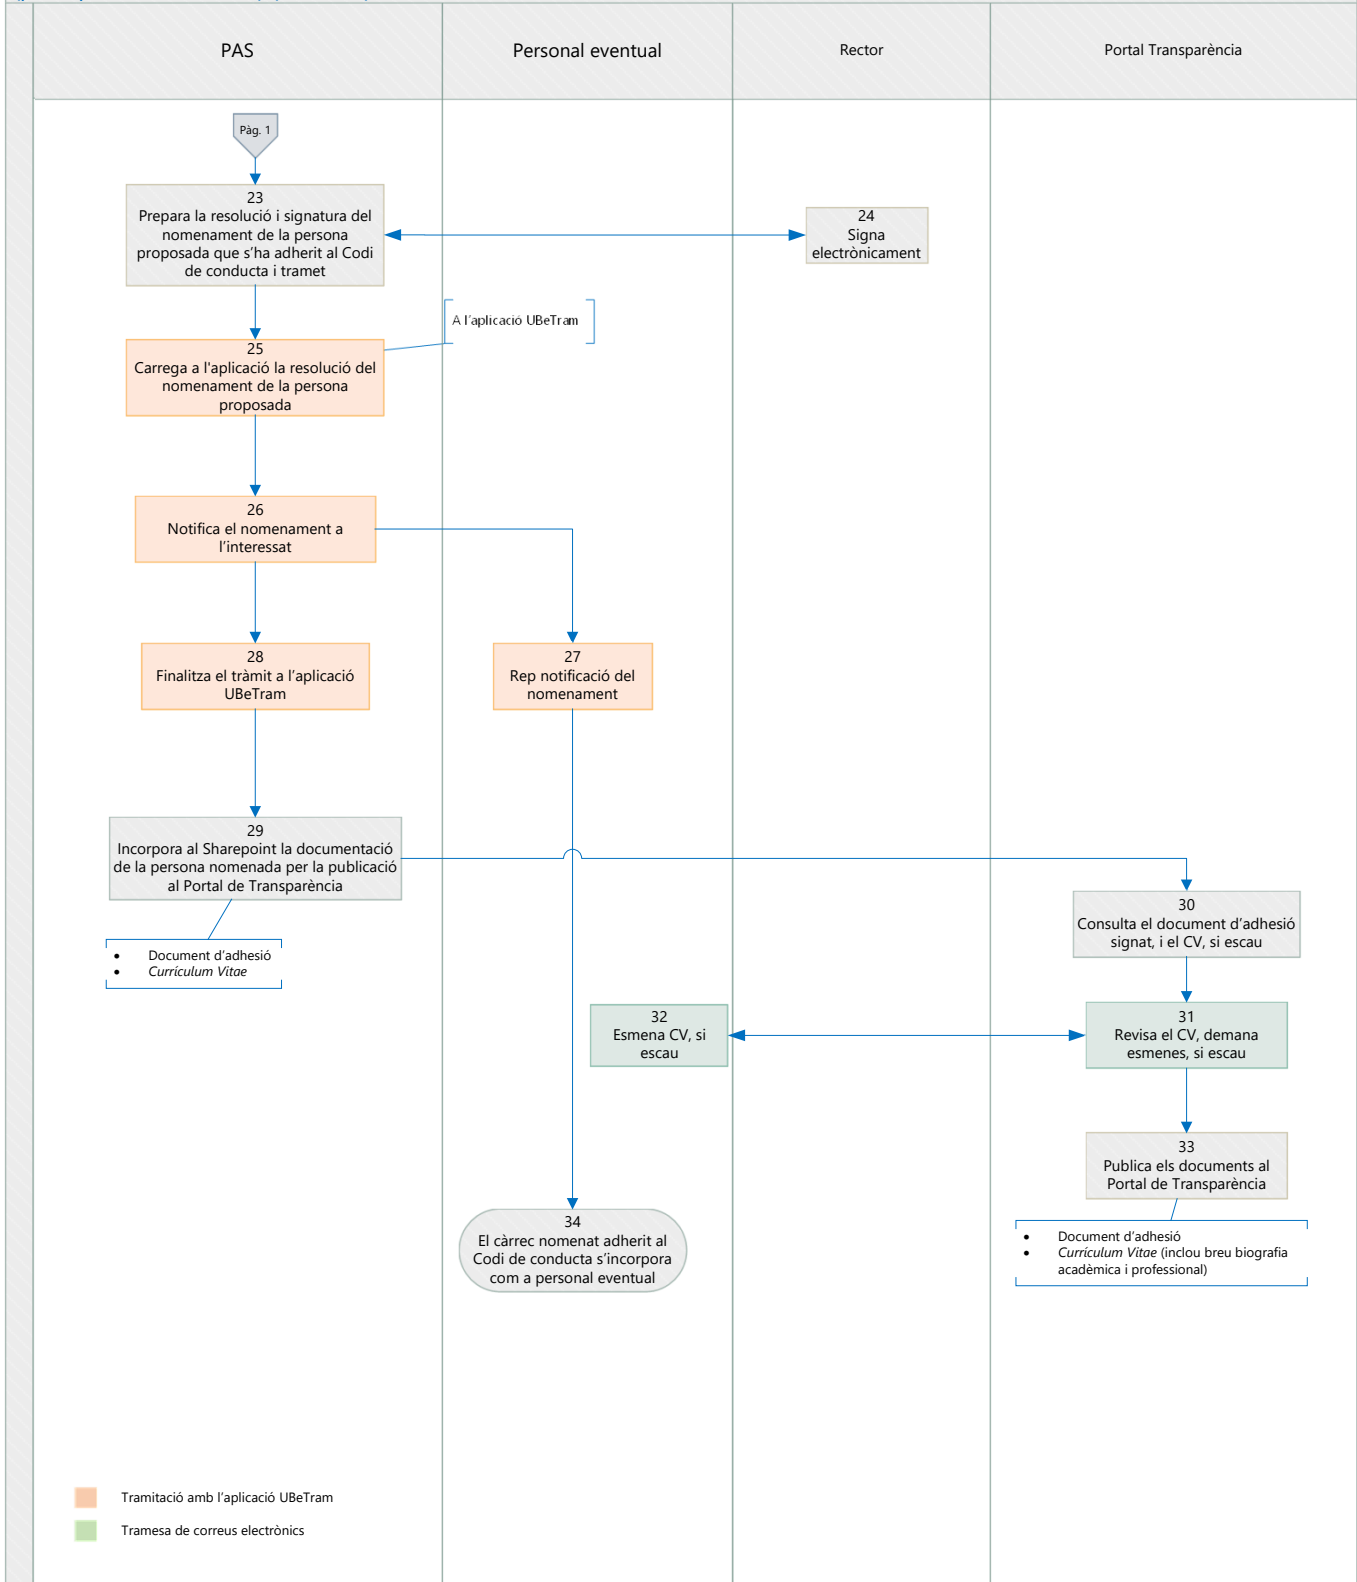 PAS
Personal eventual
Rector
Portal Transparència
Pàg. 1
23
Prepara la resolució i signatura del
nomenament de la persona
proposada que s’ha adherit al Codi
de conducta i tramet
24
Signa
electrònicament
A l’aplicació UBeTram
25
Carrega a l'aplicació la resolució del
nomenament de la persona
proposada
26
Notifica el nomenament a
l’interessat
28
Finalitza el tràmit a l’aplicació
UBeTram
27
Rep notificació del
nomenament
29
Incorpora al Sharepoint la documentació
de la persona nomenada per la publicació
al Portal de Transparència
• Document d’adhesió
• Currículum Vitae
30
Consulta el document d’adhesió
signat, i el CV, si escau
32
Esmena CV, si
escau
31
Revisa el CV, demana
esmenes, si escau
33
Publica els documents al
Portal de Transparència
34
El càrrec nomenat adherit al
Codi de conducta s’incorpora
com a personal eventual
• Document d’adhesió
• Currículum Vitae (inclou breu biografia
acadèmica i professional)
Tramitació amb l’aplicació UBeTram
Tramesa de correus electrònics